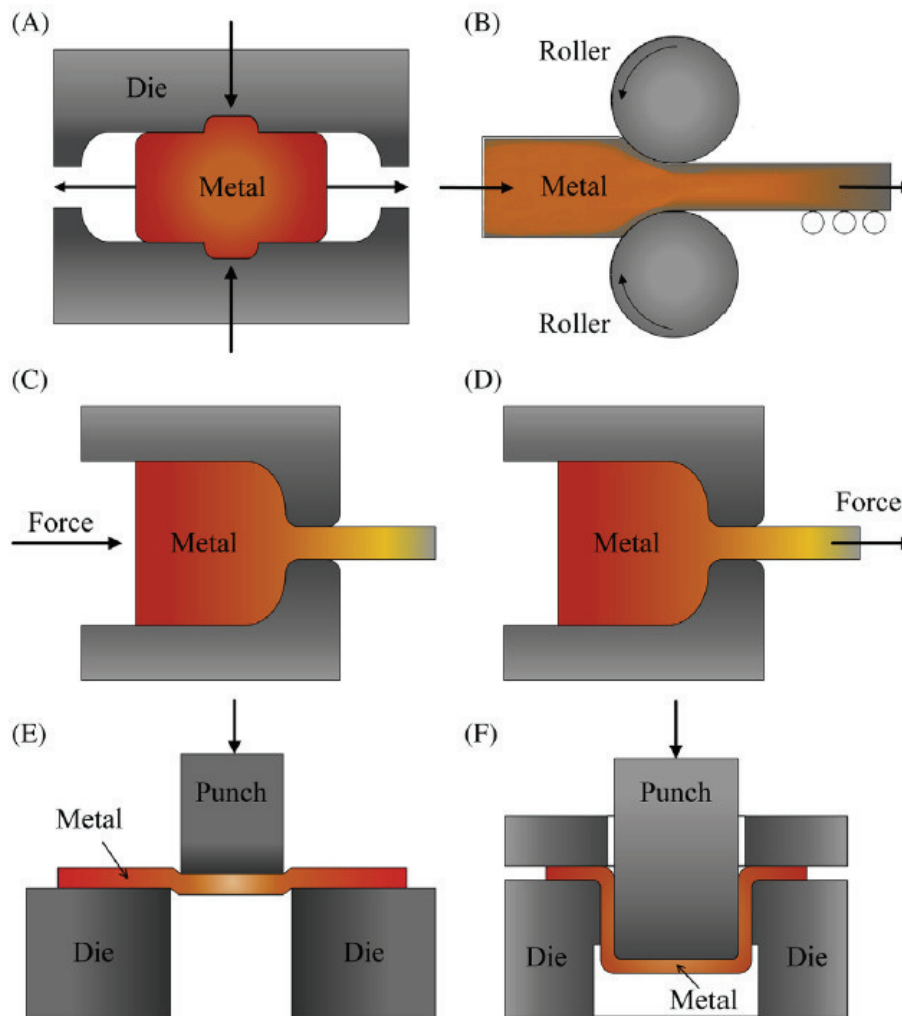 (A)
Die
Metal
(B)
Roller
Metal
Roller
(C)
Force
Metal
(D)
Force
Metal
(E)
Punch
Metal
Die
Die
(F)
Punch
Die
Die
Metal